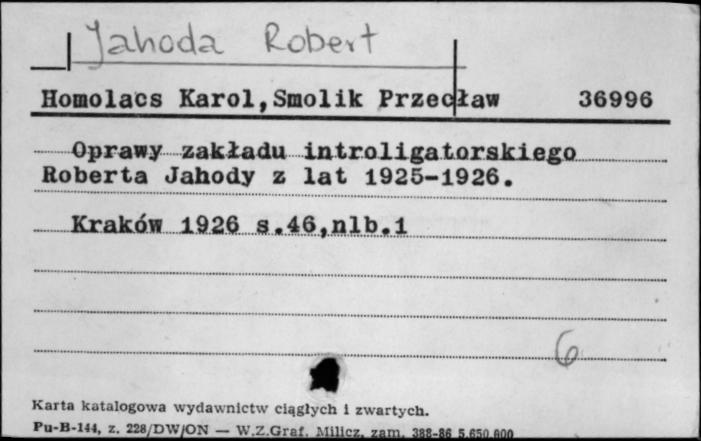 Jahoda Robert
Homolacs Karol,Smolik Przecław 36996
Oprawy zakładu introligatorskiego
Roberta Jahody z lat 1925-1926.
Kraków 1926 s.46,nlb.1
6
Karta katalogowa wydawnictw ciągłych i zwartych.
Pu-B-144, z. 228/DW/ON — W.Z.Graf. Milicz, zam. 388-86 5.650.000